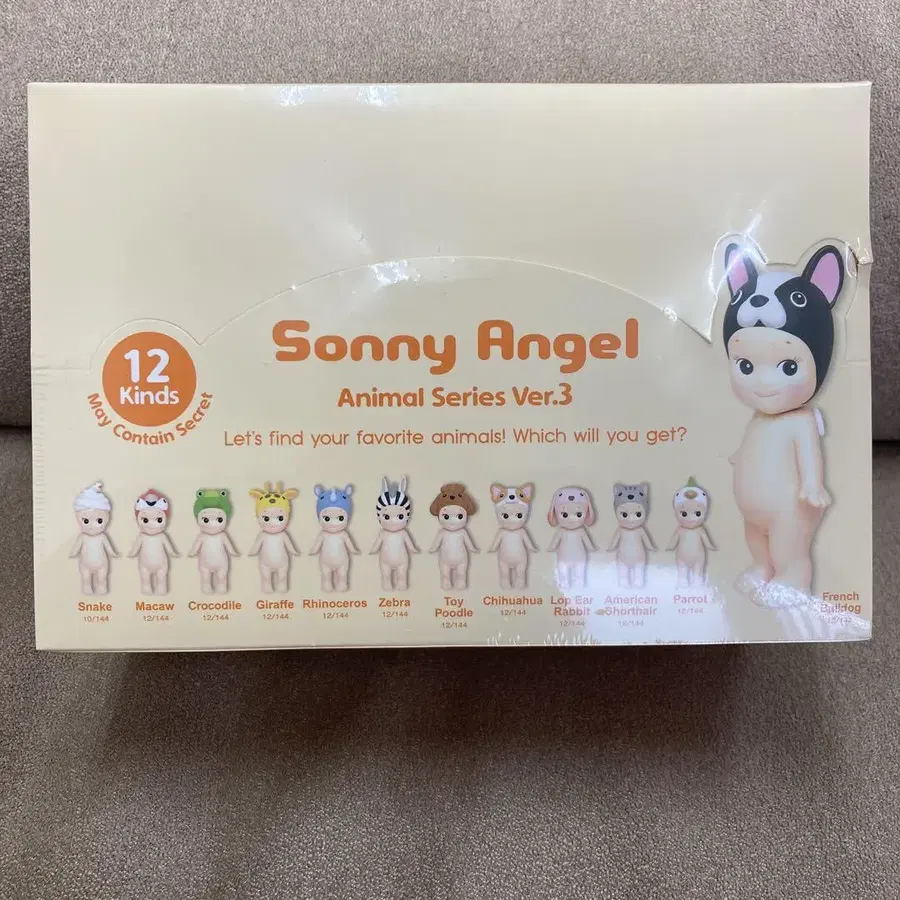 12
Kinds
May Contain Secret
Sonny Angel
Animal Series Ver.3
Let's find your favorite animals! Which will you get?
Snake
10/144
Macaw
12/144
Crocodile
12/144
Giraffe
12/144
Rhinoceros
12/144
Zebra
12/144
Toy
Poodle
12/144
Chihuahua
12/144
Lop Ear
Rabbit
12/144
American
Shorthair
Parrot
12/144
French
Bulldog